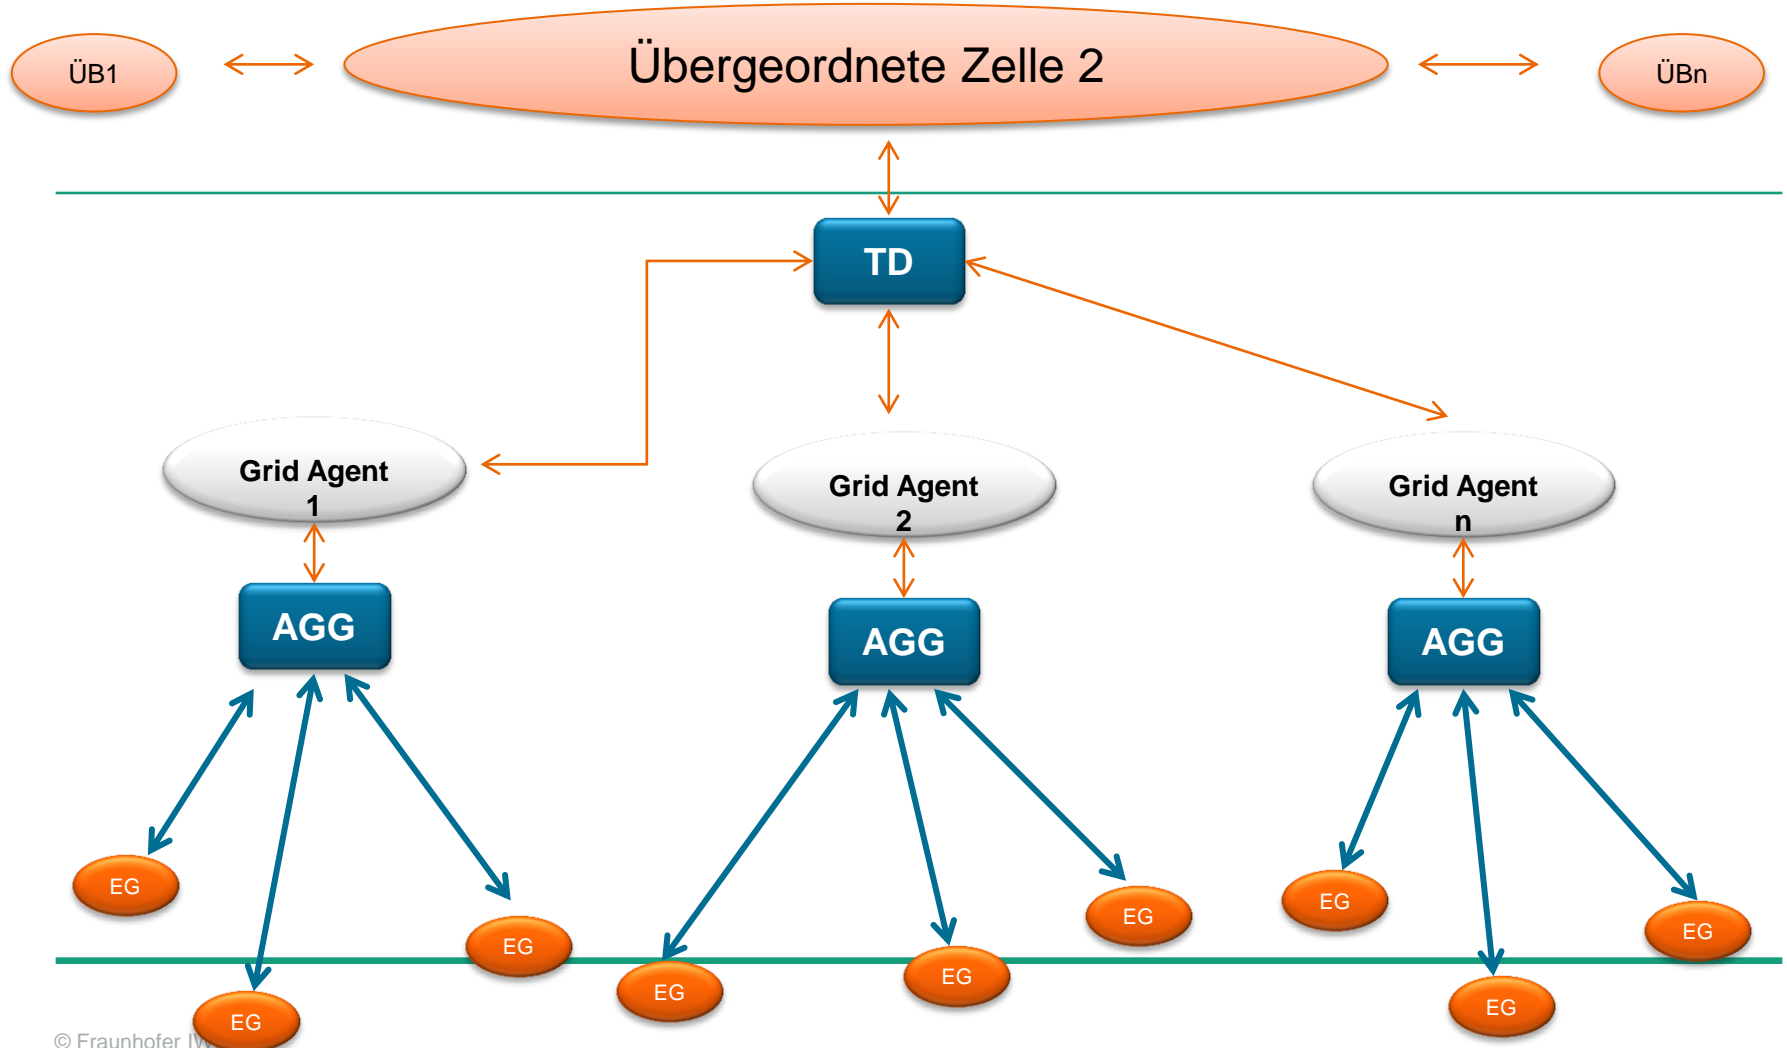 ÜB1
Übergeordnete Zelle 2
ÜBn
TD
Grid Agent
1
Grid Agent
2
Grid Agent
n
AGG
AGG
AGG
EG
EG
EG
EG
EG
EG
EG
EG
EG
© Fraunhofer